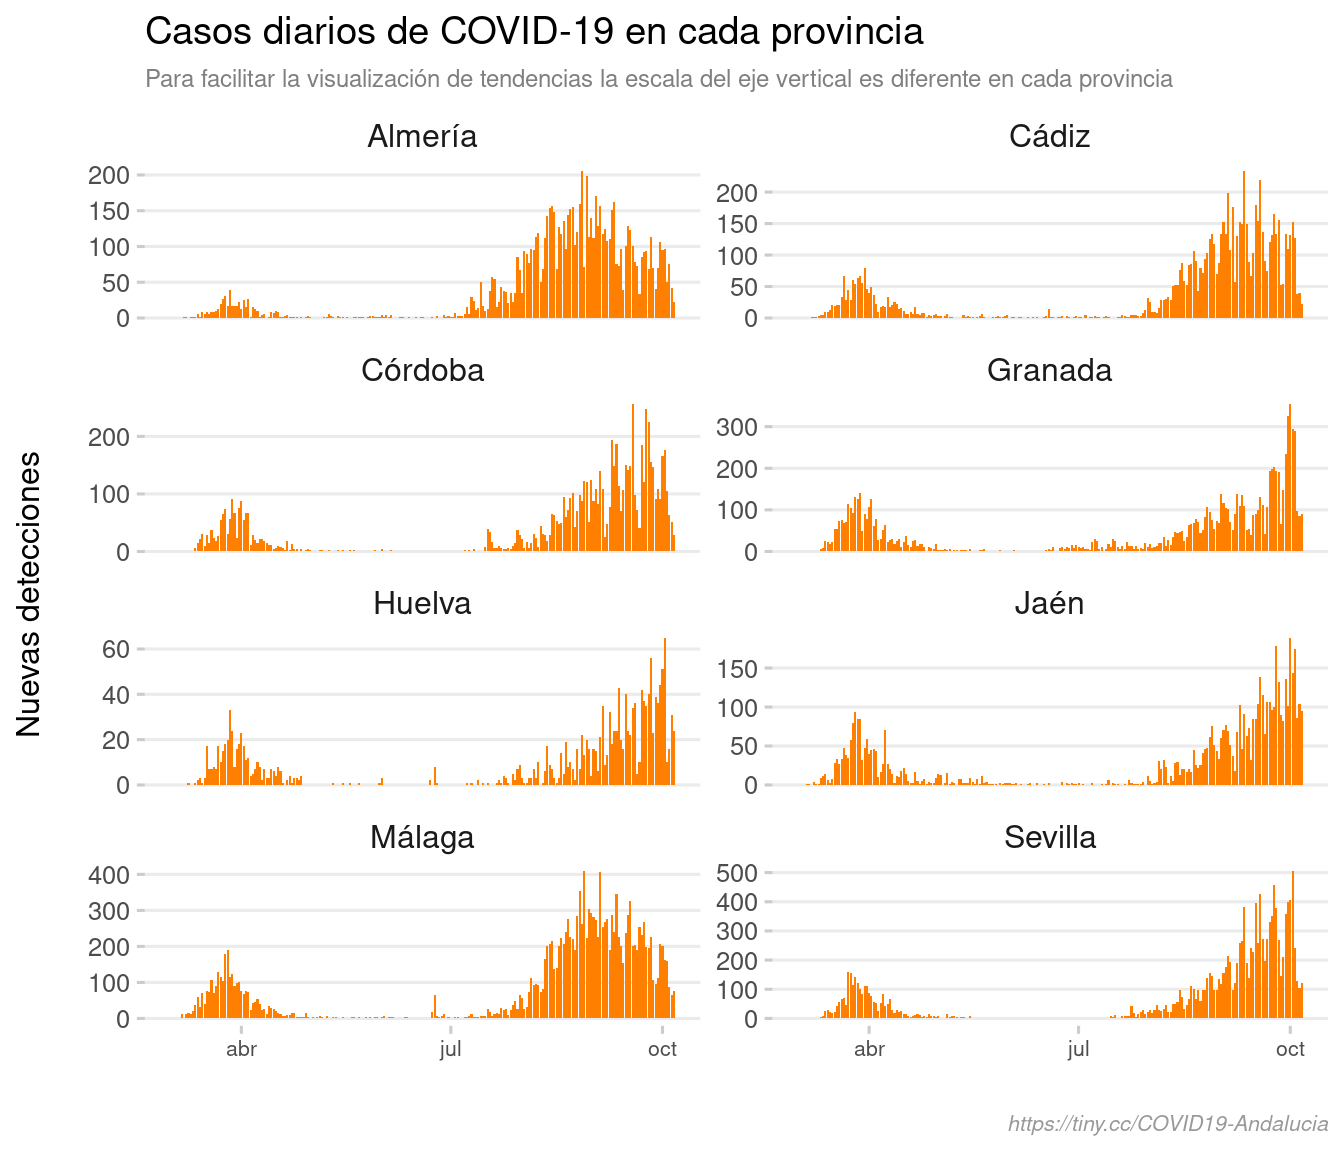 Casos diarios de COVID-19 en cada provincia
Para facilitar la visualización de tendencias la escala del eje vertical es diferente en cada provincia
Nuevas detecciones
Almería
200
150
100
50
0
Cádiz
200
150
100
50
0
Córdoba
200
100
0
Granada
300
200
100
0
Huelva
60
40
20
0
Jaén
150
100
50
0
Málaga
400
300
200
100
0
Sevilla
500
400
300
200
100
0
abr jul oct
abr jul oct
https://tiny.cc/COVID19-Andalucia